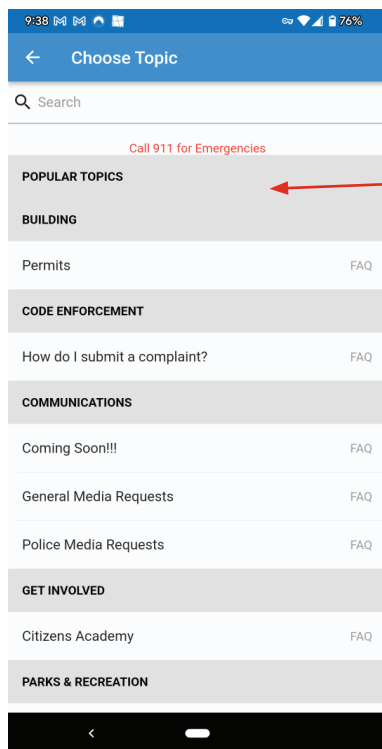 9:38 76%
Choose Topic
Search
Call 911 for Emergencies
POPULAR TOPICS
BUILDING
Permits FAQ
CODE ENFORCEMENT
How do I submit a complaint? FAQ
COMMUNICATIONS
Coming Soon!!! FAQ
General Media Requests FAQ
Police Media Requests FAQ
GET INVOLVED
Citizens Academy FAQ
PARKS & RECREATION